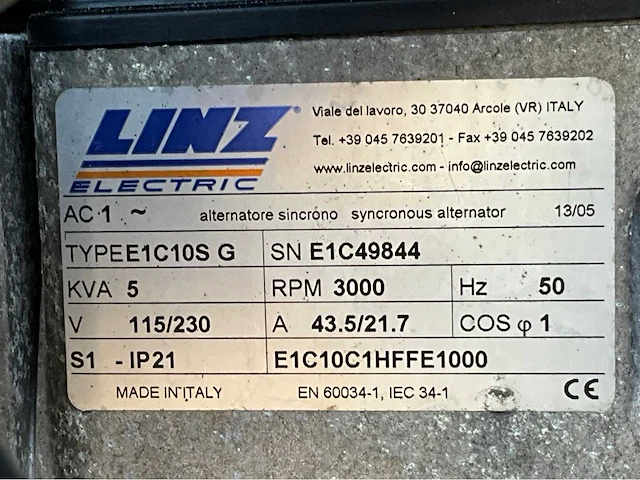 LINZ
ELECTRIC
Viale del lavoro, 30 37040 Arcole (VR) ITALY
Tel. +39 045 7639201 - Fax +39 045 7639202
www.linzelectric.com - info@linzelectric.com
AC 1 ~ alternatore sincrono syncronous alternator 13/05
TYPE E1C10S G SN E1C49844
KVA 5 RPM 3000 Hz 50
V 115/230 A 43.5/21.7 COS φ 1
S1 - IP21 E1C10C1HFFE1000
MADE IN ITALY EN 60034-1, IEC 34-1 CE